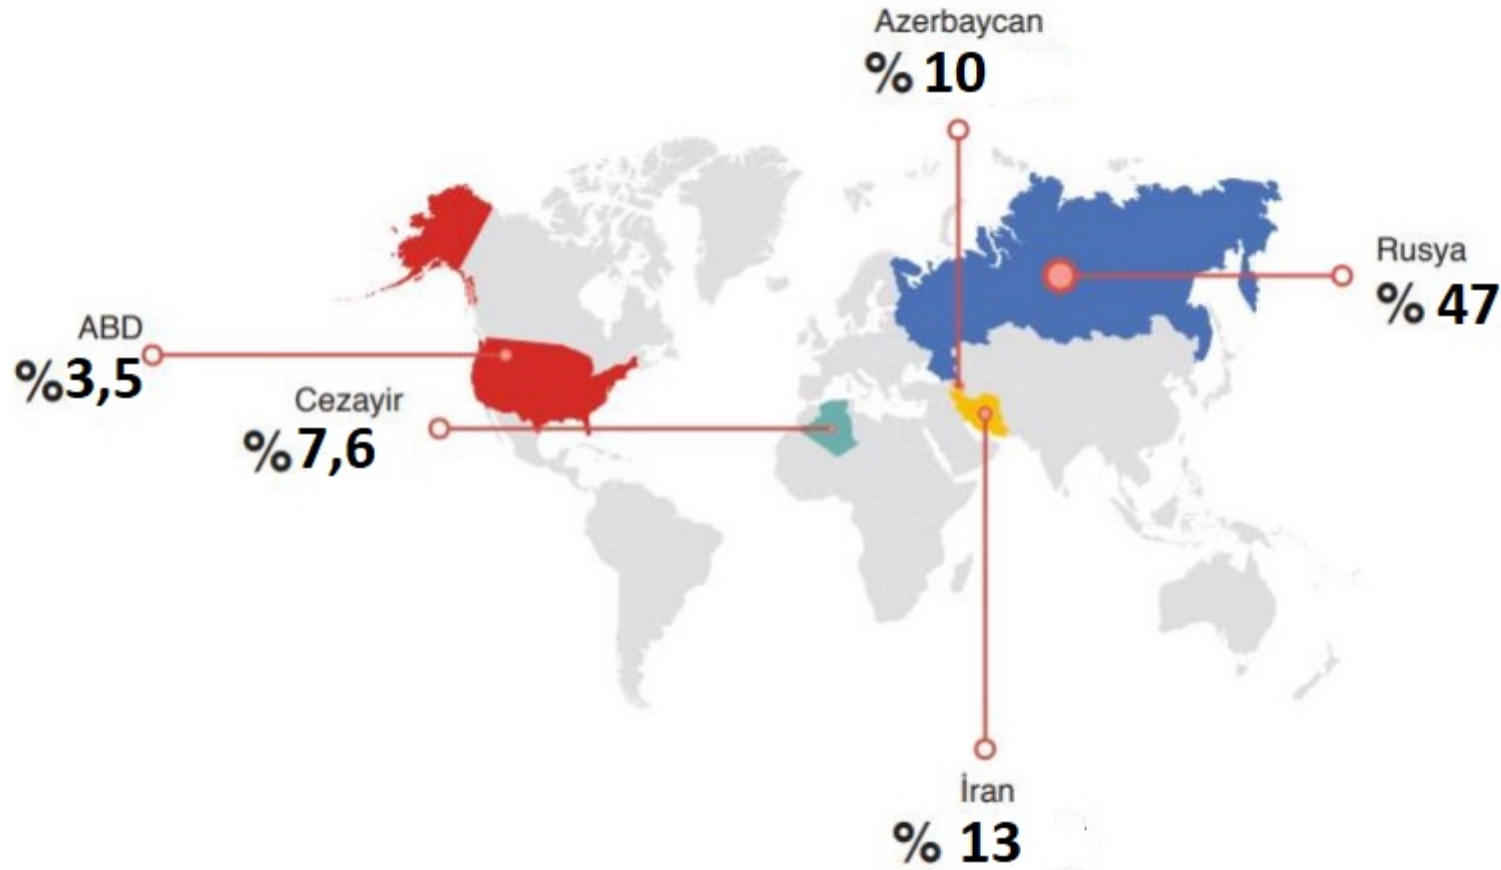 Azerbaycan
% 10
Rusya
% 47
ABD
%3,5
Cezayir
%7,6
İran
% 13